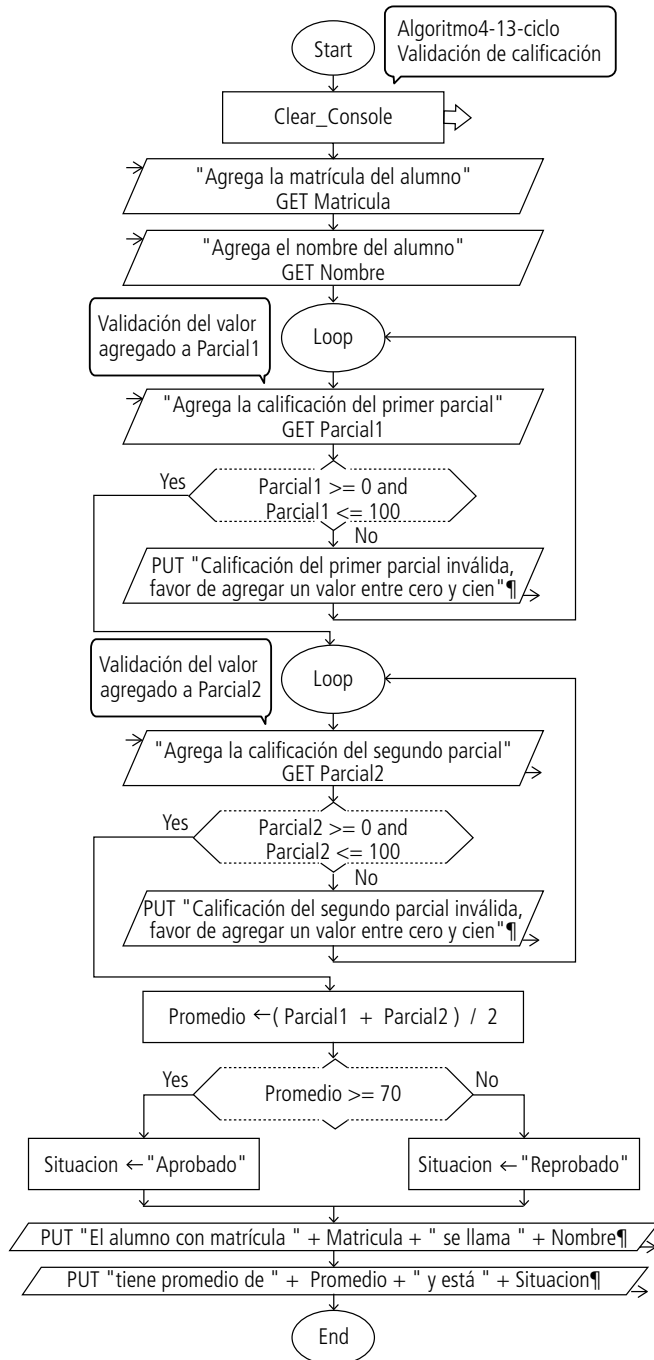 Start
Algoritmo4-13-ciclo
Validación de calificación
Clear_Console
"Agrega la matrícula del alumno"
GET Matricula
"Agrega el nombre del alumno"
GET Nombre
Validación del valor
agregado a Parcial1
Loop
"Agrega la calificación del primer parcial"
GET Parcial1
Yes
Parcial1 >= 0 and
Parcial1 <= 100
No
PUT "Calificación del primer parcial inválida,
favor de agregar un valor entre cero y cien"¶
Validación del valor
agregado a Parcial2
Loop
"Agrega la calificación del segundo parcial"
GET Parcial2
Yes
Parcial2 >= 0 and
Parcial2 <= 100
No
PUT "Calificación del segundo parcial inválida,
favor de agregar un valor entre cero y cien"¶
Promedio ←( Parcial1 + Parcial2 ) / 2
Yes
Promedio >= 70
No
Situacion ←"Aprobado"
Situacion ←"Reprobado"
PUT "El alumno con matrícula " + Matricula + " se llama " + Nombre¶
PUT "tiene promedio de " + Promedio + " y está " + Situacion¶
End